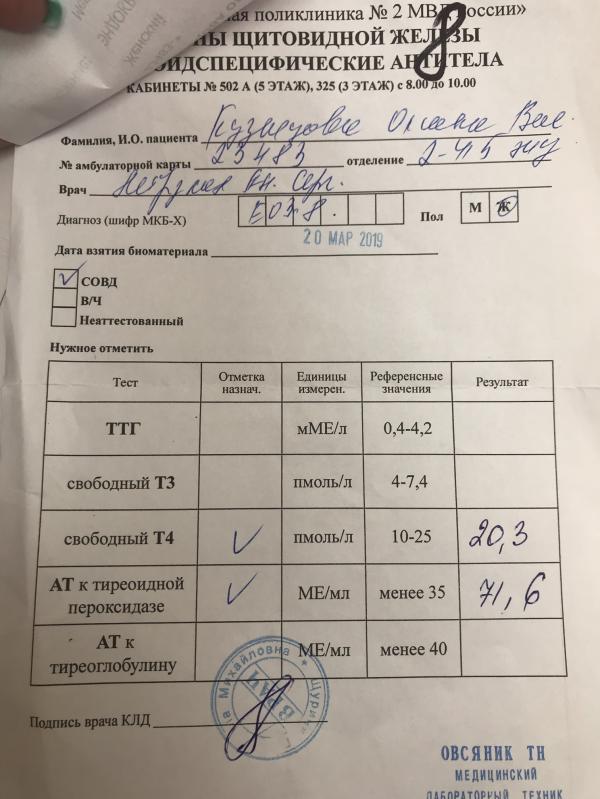 ная поликлиника № 2 МВД России»
НЫ ЩИТОВИДНОЙ ЖЕЛЕЗЫ
ОИДСПЕЦИФИЧЕСКИЕ АНТИТЕЛА
КАБИНЕТЫ № 502 А (5 ЭТАЖ), 325 (3 ЭТАЖ) с 8.00 до 10.00
8
Фамилия, И.О. пациента
№ амбулаторной карты 23483 отделение
Врач
Диагноз (шифр МКБ-X) E03.8. Пол М Ж
20 МАР 2019
Дата взятия биоматериала
СОВД
В/Ч
Неаттестованный
Нужное отметить
Тест Отметка назнач. Единицы измерен. Референсные значения Результат
ТТГ мМЕ/л 0,4-4,2
свободный Т3 пмоль/л 4-7,4
свободный Т4 пмоль/л 10-25 20,3
АТ к тиреоидной пероксидазе МЕ/мл менее 35 71,6
АТ к тиреоглобулину МЕ/мл менее 40
Михайловна
ВРАЧ
Подпись врача КЛД
ОВСЯНИК ТН
МЕДИЦИНСКИЙ
ЛАБОРАТОРНЫЙ ТЕХНИК